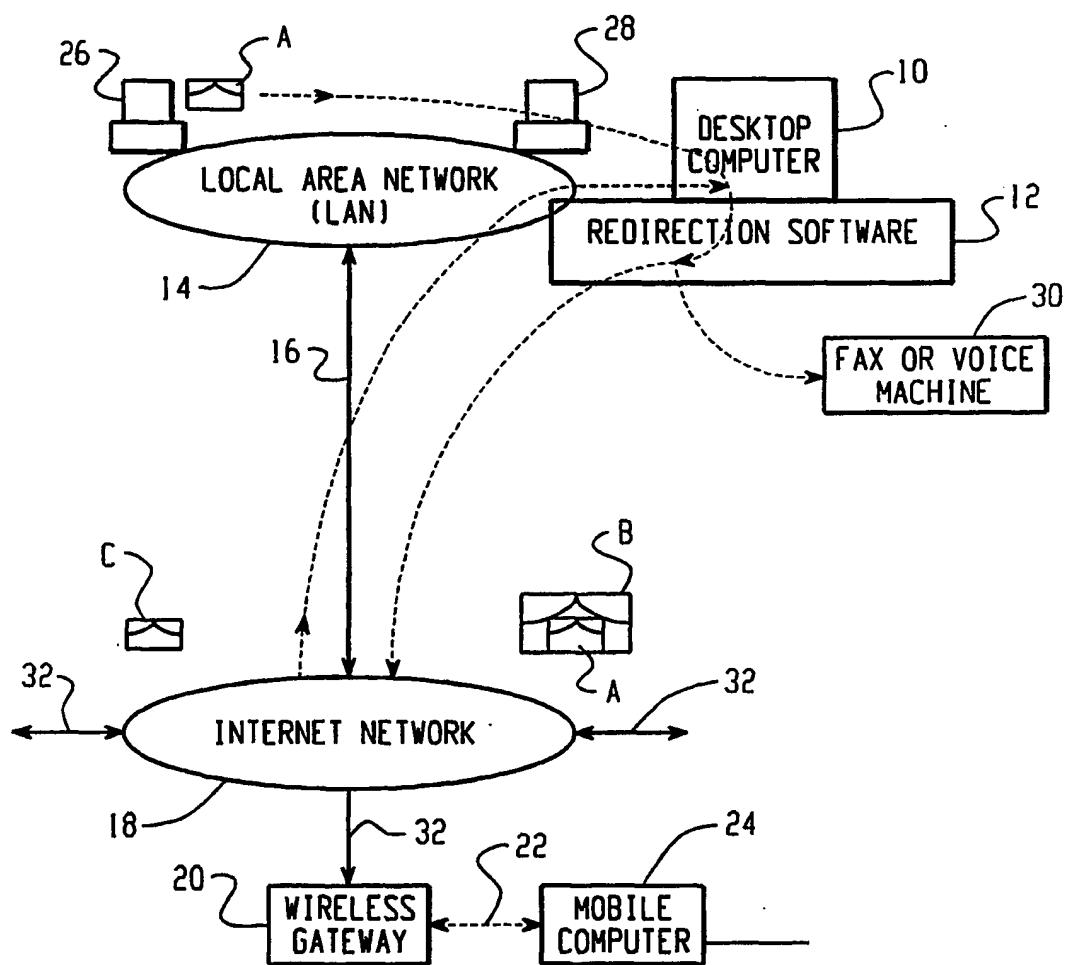 26
A
28
10
DESKTOP
COMPUTER
LOCAL AREA NETWORK
(LAN)
12
REDIRECTION SOFTWARE
14
30
16
FAX OR VOICE
MACHINE
C
B
A
32
32
INTERNET NETWORK
18
32
24
22
20
WIRELESS
GATEWAY
MOBILE
COMPUTER